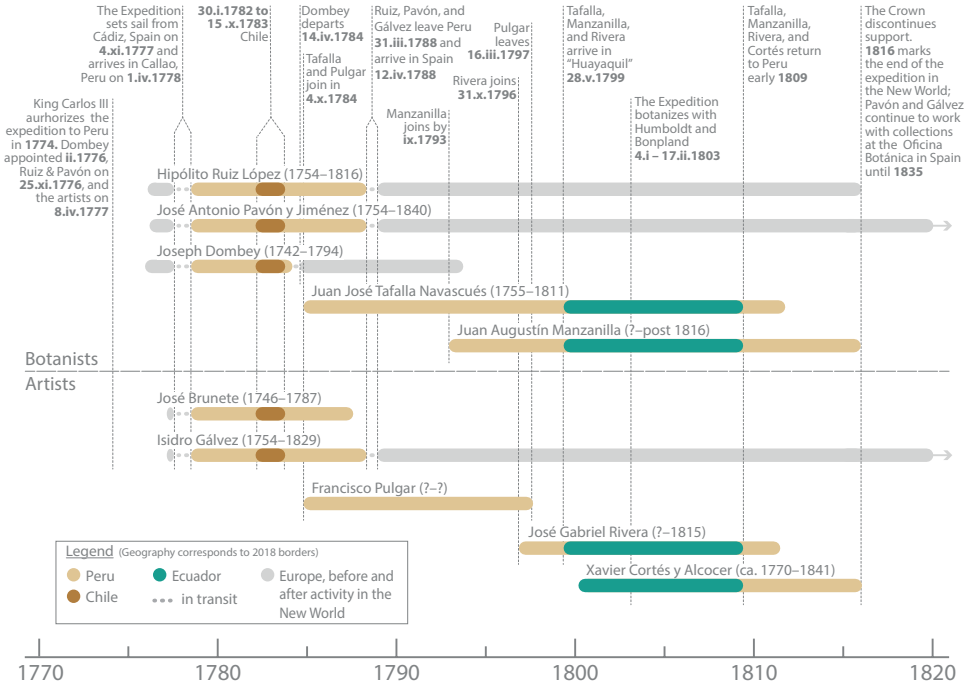 The Expedition
sets sail from
Cádiz, Spain on
4.xi.1777 and
arrives in Callao,
Peru on 1.iv.1778
30.i.1782 to
15 .x.1783
Chile
Dombey
departs
14.iv.1784
Tafalla
and Pulgar
join in
4.x.1784
Ruiz, Pavón, and
Gálvez leave Peru
31.iii.1788 and
arrive in Spain
12.iv.1788
Manzanilla
joins by
ix.1793
Pulgar
leaves
16.iii.1797
Rivera joins
31.x.1796
Tafalla,
Manzanilla,
and Rivera
arrive in
"Huayaquil"
28.v.1799
The Expedition
botanizes with
Humboldt and
Bonpland
4.i – 17.ii.1803
Tafalla,
Manzanilla,
Rivera, and
Cortés return
to Peru
early 1809
The Crown
discontinues
support.
1816 marks
the end of the
expedition in
the New World;
Pavón and Gálvez
continue to work
with collections
at the Oficina
Botánica in Spain
until 1835
King Carlos III
aurhorizes the
expedition to Peru
in 1774. Dombey
appointed ii.1776,
Ruiz & Pavón on
25.xi.1776, and
the artists on
8.iv.1777
Hipólito Ruiz López (1754–1816)
José Antonio Pavón y Jiménez (1754–1840)
Joseph Dombey (1742–1794)
Juan José Tafalla Navascués (1755–1811)
Juan Augustín Manzanilla (?–post 1816)
Botanists
Artists
José Brunete (1746–1787)
Isidro Gálvez (1754–1829)
Francisco Pulgar (?–?)
José Gabriel Rivera (?–1815)
Xavier Cortés y Alcocer (ca. 1770–1841)
Legend (Geography corresponds to 2018 borders)
Peru
Chile
Ecuador
in transit
Europe, before and
after activity in the
New World
1770 1780 1790 1800 1810 1820